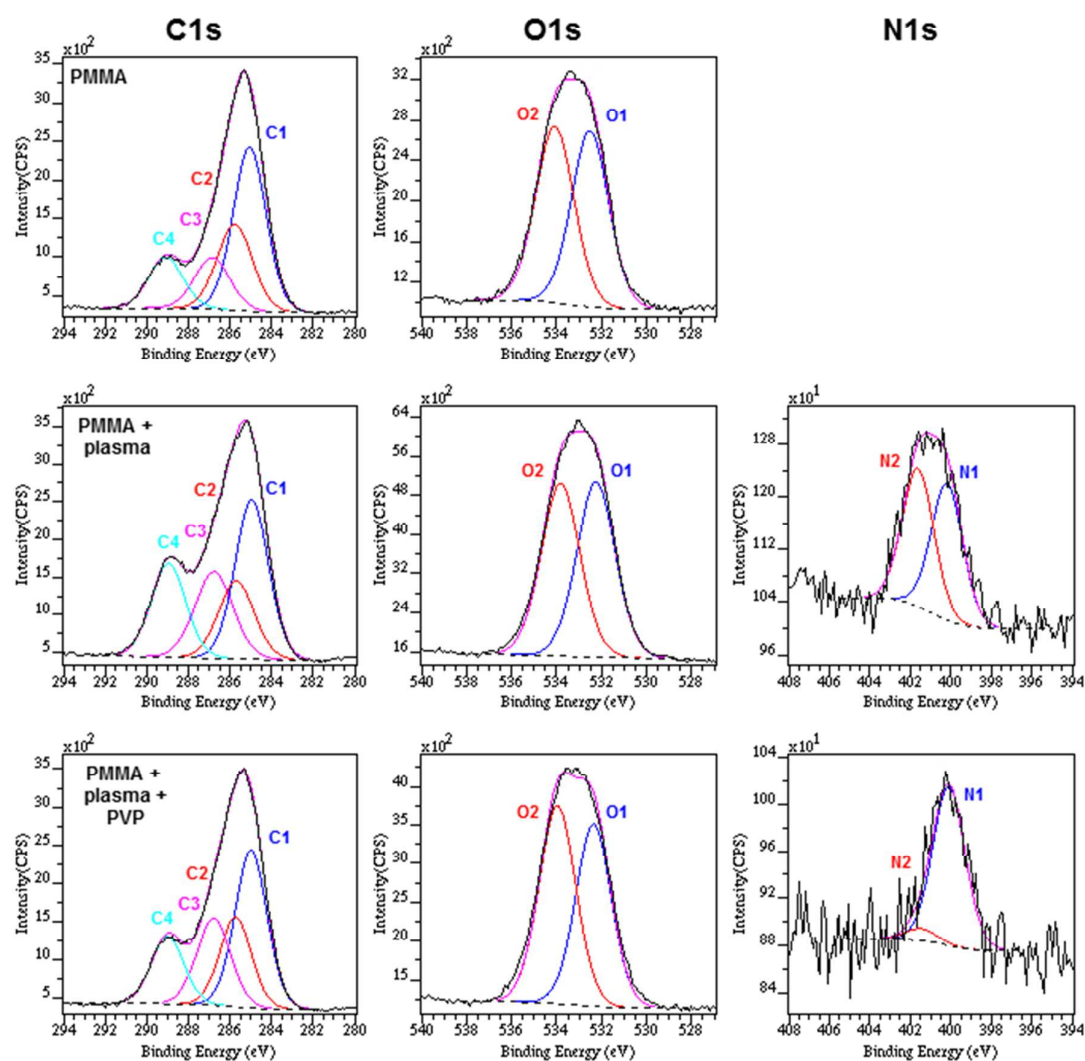 C1s O1s N1s
x10²
PMMA
C1
C2
C3
C4
35
30
25
20
15
10
5
Intensity(CPS)
294 292 290 288 286 284 282 280
Binding Energy (eV)
x10²
O2 O1
32
28
24
20
16
12
Intensity(CPS)
540 538 536 534 532 530 528
Binding Energy (eV)
x10²
PMMA +
plasma
C1
C2
C3
C4
35
30
25
20
15
10
5
Intensity(CPS)
294 292 290 288 286 284 282 280
Binding Energy (eV)
x10²
O2 O1
64
56
48
40
32
24
16
Intensity(CPS)
540 538 536 534 532 530 528
Binding Energy (eV)
x10¹
N2 N1
128
120
112
104
96
Intensity(CPS)
408 406 404 402 400 398 396 394
Binding Energy (eV)
x10²
PMMA +
plasma +
PVP
C1
C2
C3
C4
35
30
25
20
15
10
5
Intensity(CPS)
294 292 290 288 286 284 282 280
Binding Energy (eV)
x10²
O2 O1
40
35
30
25
20
15
Intensity(CPS)
540 538 536 534 532 530 528
Binding Energy (eV)
x10¹
N1
N2
104
100
96
92
88
84
Intensity(CPS)
408 406 404 402 400 398 396 394
Binding Energy (eV)